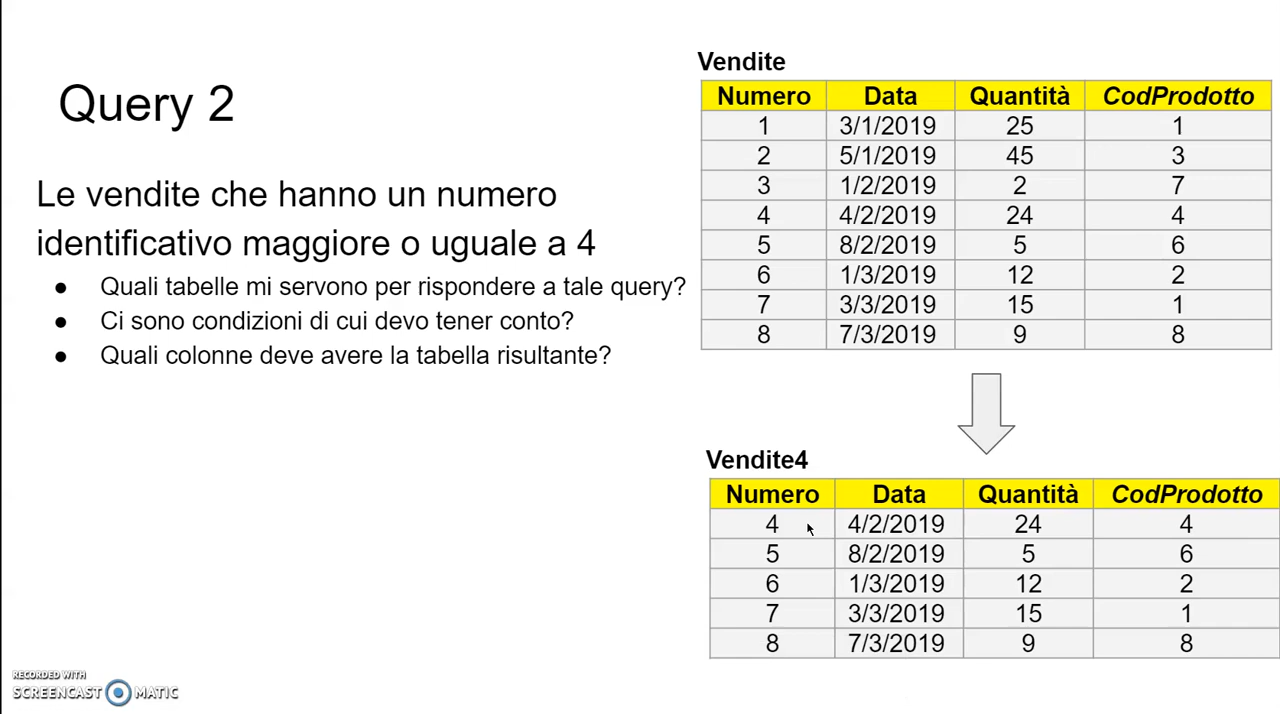 Query 2
Le vendite che hanno un numero
identificativo maggiore o uguale a 4
● Quali tabelle mi servono per rispondere a tale query?
● Ci sono condizioni di cui devo tener conto?
● Quali colonne deve avere la tabella risultante?
Vendite
Numero Data Quantità CodProdotto
1 3/1/2019 25 1
2 5/1/2019 45 3
3 1/2/2019 2 7
4 4/2/2019 24 4
5 8/2/2019 5 6
6 1/3/2019 12 2
7 3/3/2019 15 1
8 7/3/2019 9 8
Vendite4
Numero Data Quantità CodProdotto
4 4/2/2019 24 4
5 8/2/2019 5 6
6 1/3/2019 12 2
7 3/3/2019 15 1
8 7/3/2019 9 8
RECORDED WITH
SCREENCAST MATIC